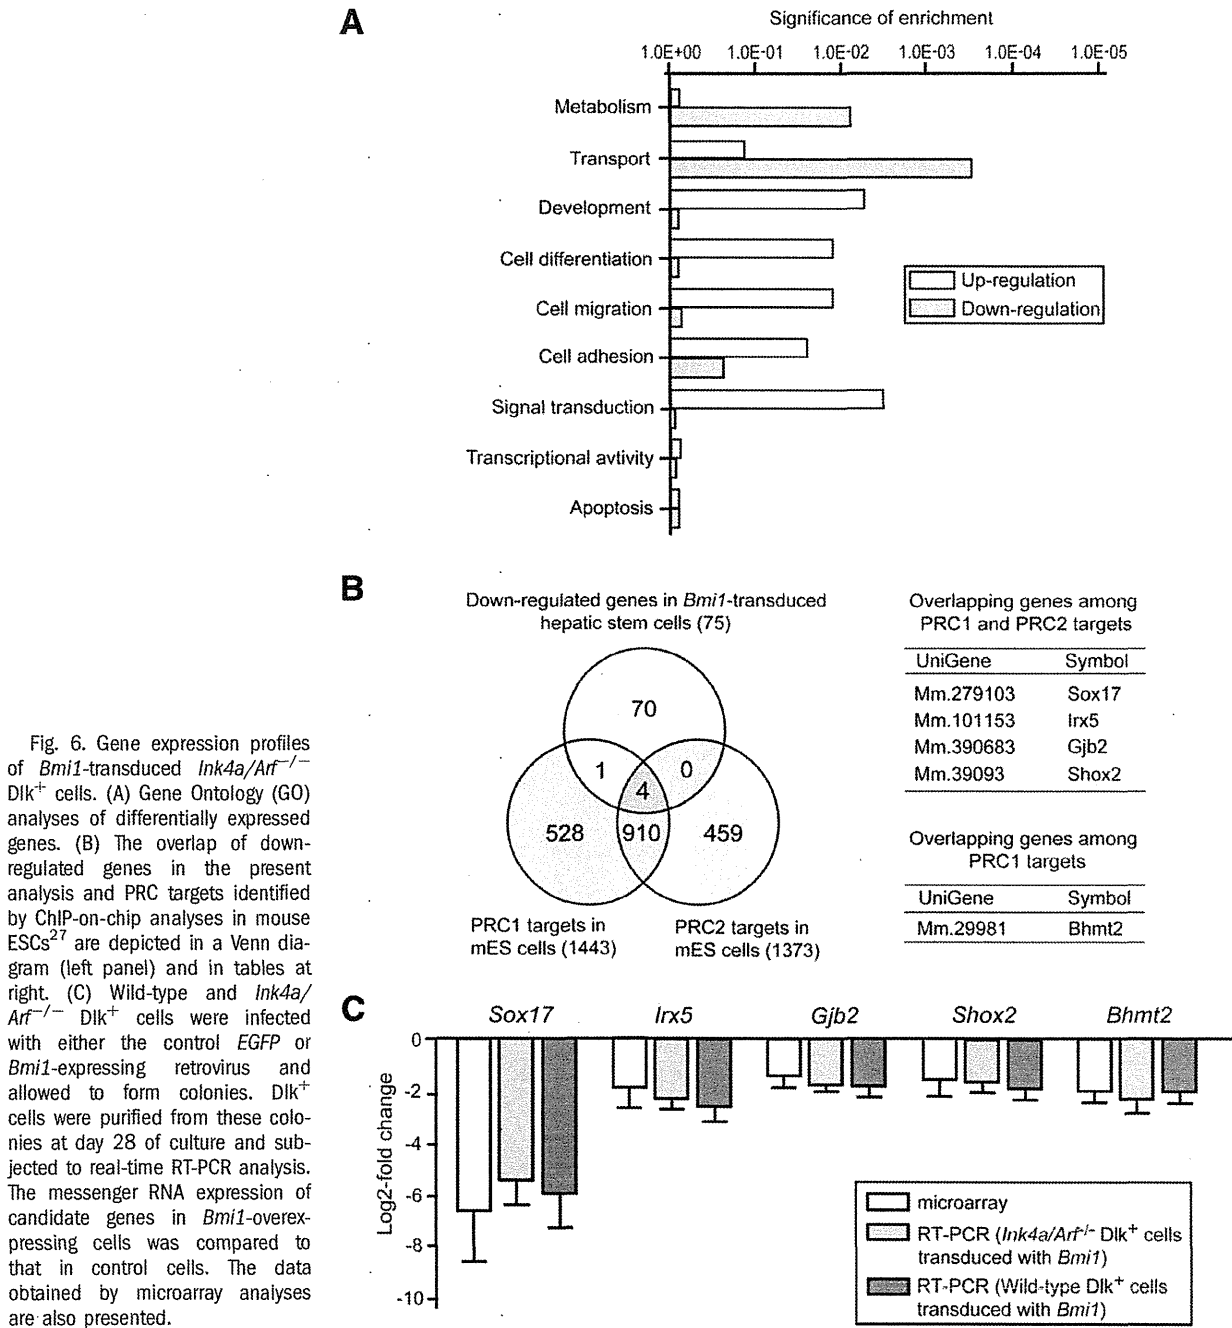 A
Significance of enrichment
1.0E+00 1.0E-01 1.0E-02 1.0E-03 1.0E-04 1.0E-05
Metabolism
Transport
Development
Cell differentiation
Cell migration
Cell adhesion
Signal transduction
Transcriptional avtivity
Apoptosis
Up-regulation
Down-regulation
B
Down-regulated genes in Bmi1-transduced
hepatic stem cells (75)
70
1
0
4
528
910
459
PRC1 targets in
mES cells (1443)
PRC2 targets in
mES cells (1373)
Overlapping genes among
PRC1 and PRC2 targets
UniGene Symbol
Mm.279103 Sox17
Mm.101153 Irx5
Mm.390683 Gjb2
Mm.39093 Shox2
Overlapping genes among
PRC1 targets
UniGene Symbol
Mm.29981 Bhmt2
C
Sox17 Irx5 Gjb2 Shox2 Bhmt2
Log2-fold change
0
-2
-4
-6
-8
-10
microarray
RT-PCR (Ink4a/Arf-/- Dlk+ cells
transduced with Bmi1)
RT-PCR (Wild-type Dlk+ cells
transduced with Bmi1)
Fig. 6. Gene expression profiles
of Bmi1-transduced Ink4a/Arf−/−
Dlk+ cells. (A) Gene Ontology (GO)
analyses of differentially expressed
genes. (B) The overlap of down-
regulated genes in the present
analysis and PRC targets identified
by ChIP-on-chip analyses in mouse
ESCs27 are depicted in a Venn dia-
gram (left panel) and in tables at
right. (C) Wild-type and Ink4a/
Arf−/− Dlk+ cells were infected
with either the control EGFP or
Bmi1-expressing retrovirus and
allowed to form colonies. Dlk+
cells were purified from these colo-
nies at day 28 of culture and sub-
jected to real-time RT-PCR analysis.
The messenger RNA expression of
candidate genes in Bmi1-overex-
pressing cells was compared to
that in control cells. The data
obtained by microarray analyses
are also presented.